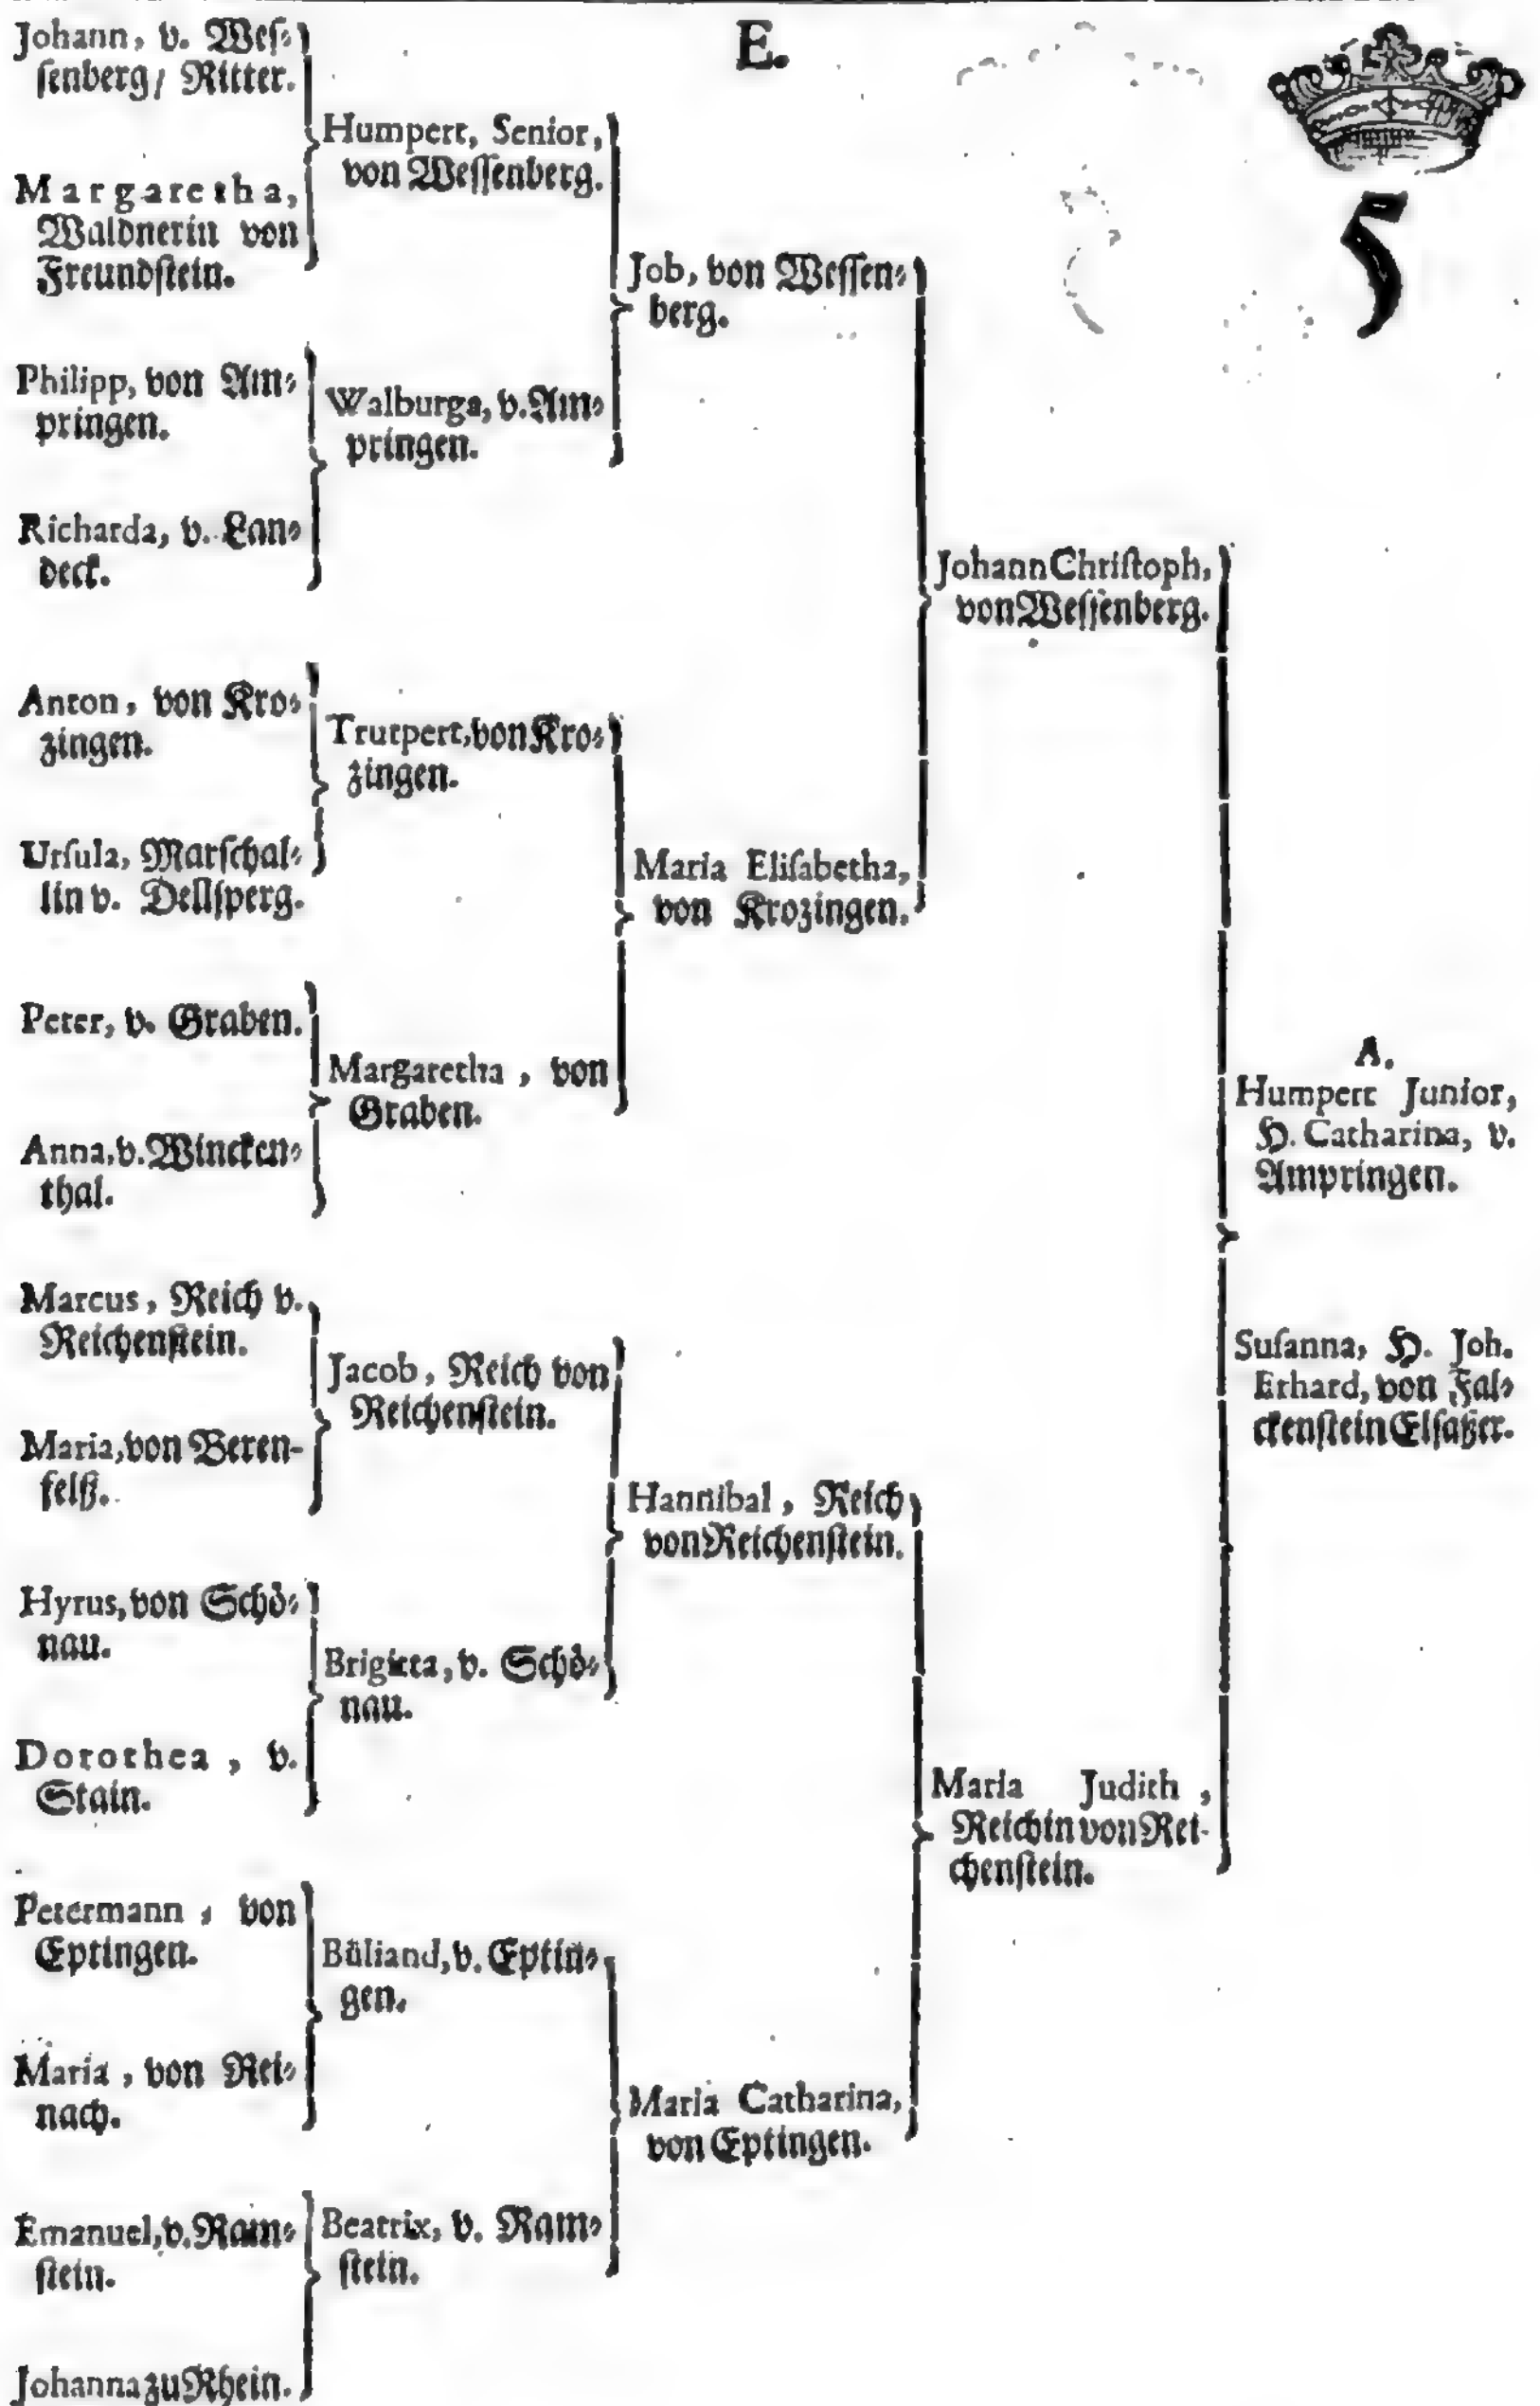 E.
Johann, v. Wes-
senberg/ Ritter.
Margaretha,
Waldnerin von
Freundstein.
Philipp, von Am-
pringen.
Richarda, v. Lan-
deck.
Anton, von Kro-
zingen.
Ursula, Marschal-
lin v. Dellsperg.
Peter, v. Graben.
Anna, v. Wincken-
thal.
Marcus, Reich v.
Reichenstein.
Maria, von Beren-
felß.
Hyrus, von Schö-
nau.
Dorothea, v.
Stain.
Petermann, von
Eptingen.
Maria, von Rei-
nach.
Emanuel, v. Ram-
stein.
Johanna zu Rhein.
Humpert, Senior,
von Wessenberg.
Walburga, v. Am-
pringen.
Trutpert, von Kro-
zingen.
Margaretha, von
Graben.
Jacob, Reich von
Reichenstein.
Brigitta, v. Schö-
nau.
Büliand, v. Eptin-
gen.
Beatrix, v. Ram-
stein.
Job, von Wessen-
berg.
Maria Elisabetha,
von Krozingen.
Hannibal, Reich
von Reichenstein.
Maria Catharina,
von Eptingen.
Johann Christoph,
von Wessenberg.
Maria Judith,
Reichin von Rei-
chenstein.
A.
Humpert Junior,
H. Catharina, v.
Ampringen.
Susanna, H. Joh.
Erhard, von Fal-
ckenstein Elsaßer.